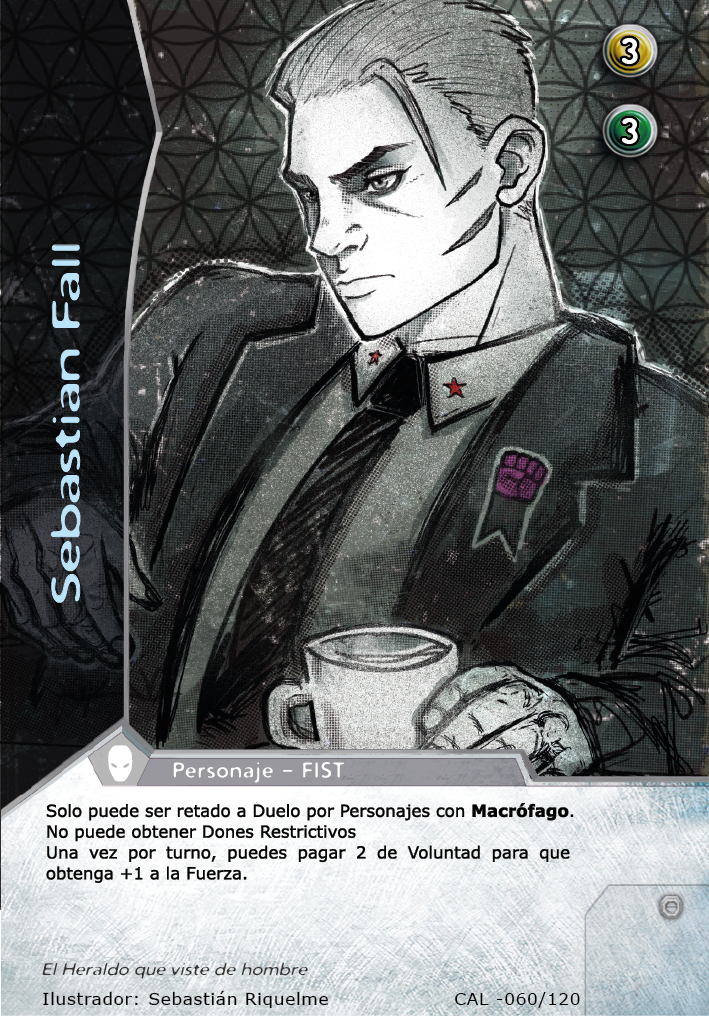 3
3
Sebastian Fall
Personaje – FIST
Solo puede ser retado a Duelo por Personajes con Macrófago.
No puede obtener Dones Restrictivos
Una vez por turno, puedes pagar 2 de Voluntad para que
obtenga +1 a la Fuerza.
El Heraldo que viste de hombre
Ilustrador: Sebastián Riquelme
CAL -060/120